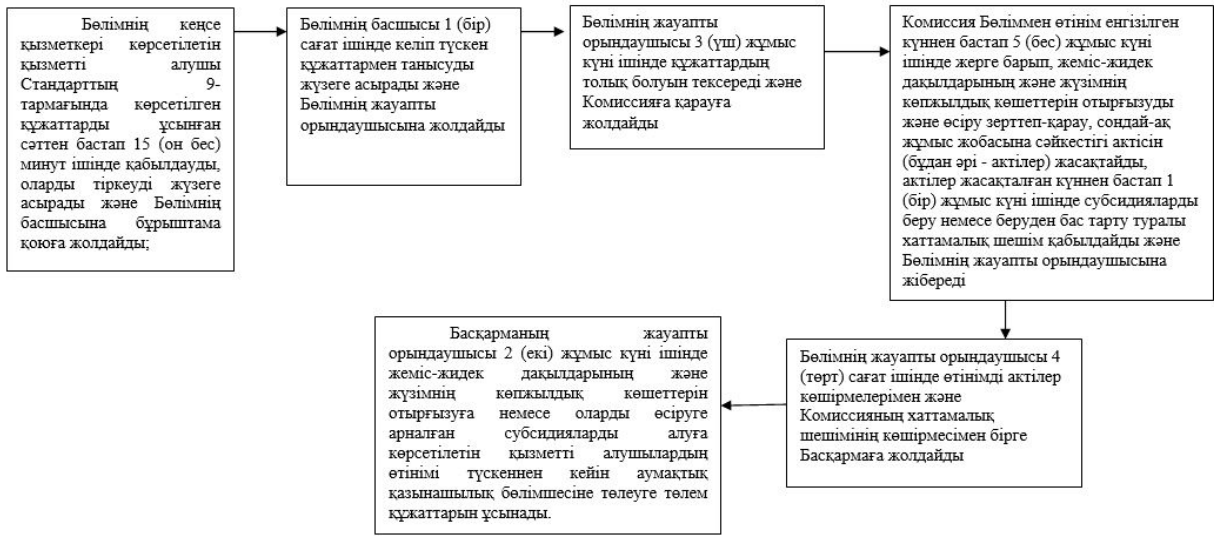 Бөлімнің кеңсе
қызметкері көрсетілетін
қызметті алушы
Стандарттың 9-
тармағында көрсетілген
құжаттарды ұсынған
сәттен бастап 15 (он бес)
минут ішінде қабылдауды,
оларды тіркеуді жүзеге
асырады және Бөлімнің
басшысына бұрыштама
қоюға жолдайды;
Бөлімнің басшысы 1 (бір)
сағат ішінде келіп түскен
құжаттармен танысуды
жүзеге асырады және
Бөлімнің жауапты
орындаушысына жолдайды
Бөлімнің жауапты
орындаушысы 3 (үш) жұмыс
күні ішінде құжаттардың
толық болуын тексереді және
Комиссияға қарауға
жолдайды
Комиссия Бөліммен өтінім енгізілген
күннен бастап 5 (бес) жұмыс күні
ішінде жерге барып, жеміс-жидек
дақылдарының және жүзімнің
көпжылдық көшеттерін отырғызуды
және өсіру зерттеп-қарау, сондай-ақ
жұмыс жобасына сәйкестігі актісін
(бұдан әрі - актілер) жасақтайды,
актілер жасақталған күннен бастап 1
(бір) жұмыс күні ішінде субсидияларды
беру немесе беруден бас тарту туралы
хаттамалық шешім қабылдайды және
Бөлімнің жауапты орындаушысына
жібереді
Бөлімнің жауапты орындаушысы 4
(төрт) сағат ішінде өтінімді актілер
көшірмелерімен және
Комиссияның хаттамалық
шешімінің көшірмесімен бірге
Басқармаға жолдайды
Басқарманың жауапты
орындаушысы 2 (екі) жұмыс күні ішінде
жеміс-жидек дақылдарының және
жүзімнің көпжылдық көшеттерін
отырғызуға немесе оларды өсіруге
арналған субсидияларды алуға
көрсетілетін қызметті алушылардың
өтінімі түскеннен кейін аумақтық
қазынашылық бөлімшесіне төлеуге төлем
құжаттарын ұсынады.